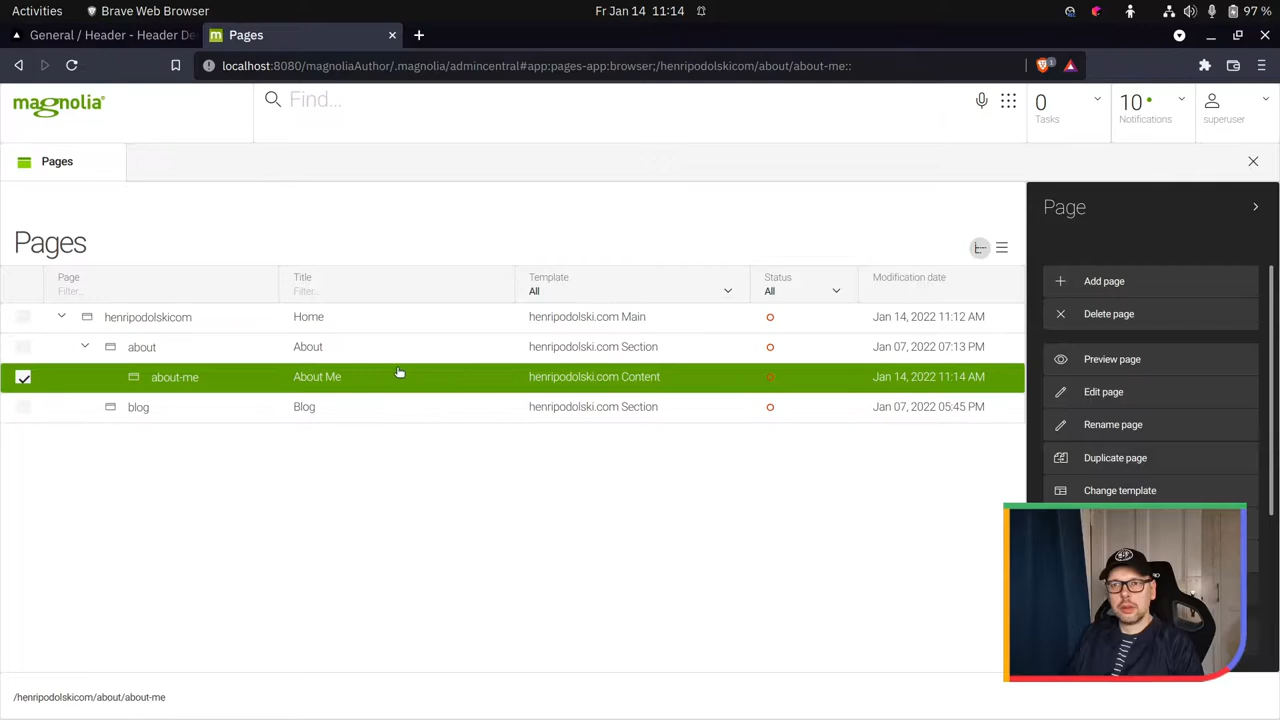 Activities
Brave Web Browser
Fr Jan 14 11:14
97 %
General / Header - Header De
Pages
localhost:8080/magnoliaAuthor/.magnolia/admincentral#app:pages-app:browser;/henripodolskicom/about/about-me::
1
magnolia
Find...
0
Tasks
10
Notifications
superuser
Pages
Page
Pages
Page
Filter...
Title
Filter...
Template
All
Status
All
Modification date
henripodolskicom
Home
henripodolski.com Main
Jan 14, 2022 11:12 AM
about
About
henripodolski.com Section
Jan 07, 2022 07:13 PM
about-me
About Me
henripodolski.com Content
Jan 14, 2022 11:14 AM
blog
Blog
henripodolski.com Section
Jan 07, 2022 05:45 PM
Add page
Delete page
Preview page
Edit page
Rename page
Duplicate page
Change template
/henripodolskicom/about/about-me